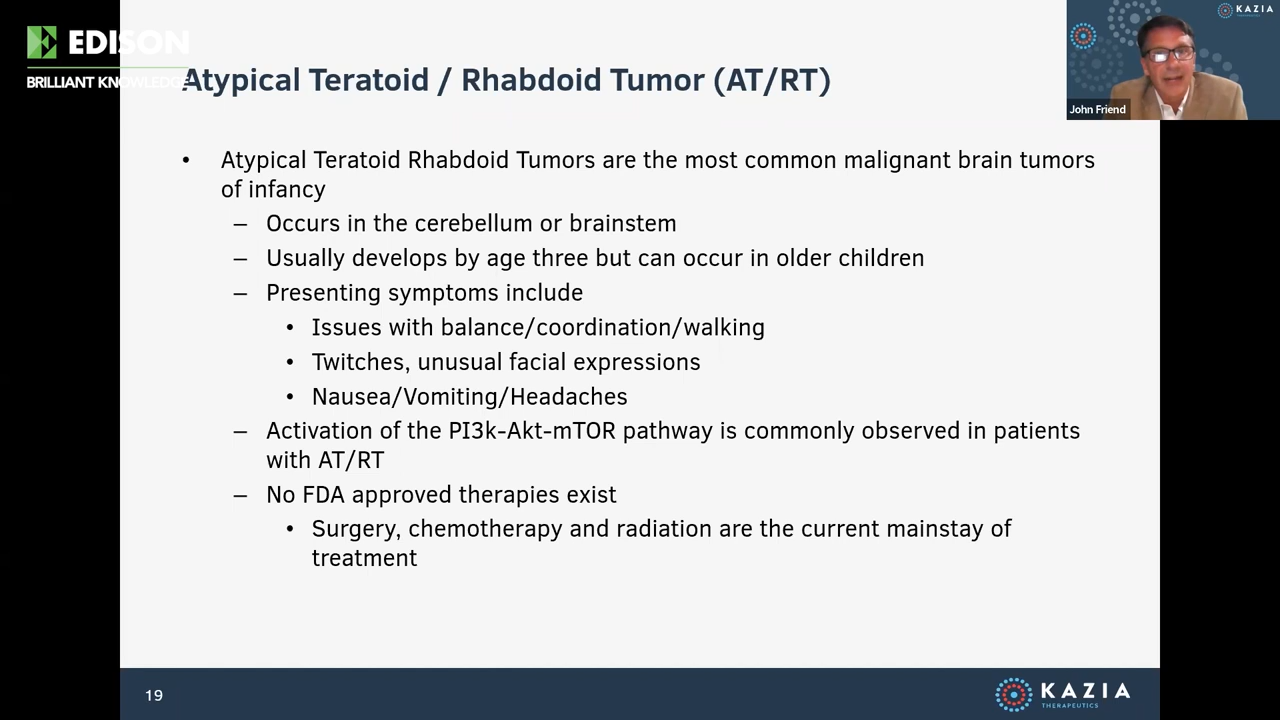 EDISON
BRILLIANT KNOWLEDGE
Atypical Teratoid / Rhabdoid Tumor (AT/RT)
KAZIA
THERAPEUTICS
John Friend
• Atypical Teratoid Rhabdoid Tumors are the most common malignant brain tumors
of infancy
– Occurs in the cerebellum or brainstem
– Usually develops by age three but can occur in older children
– Presenting symptoms include
• Issues with balance/coordination/walking
• Twitches, unusual facial expressions
• Nausea/Vomiting/Headaches
– Activation of the PI3k-Akt-mTOR pathway is commonly observed in patients
with AT/RT
– No FDA approved therapies exist
• Surgery, chemotherapy and radiation are the current mainstay of
treatment
19
KAZIA
THERAPEUTICS